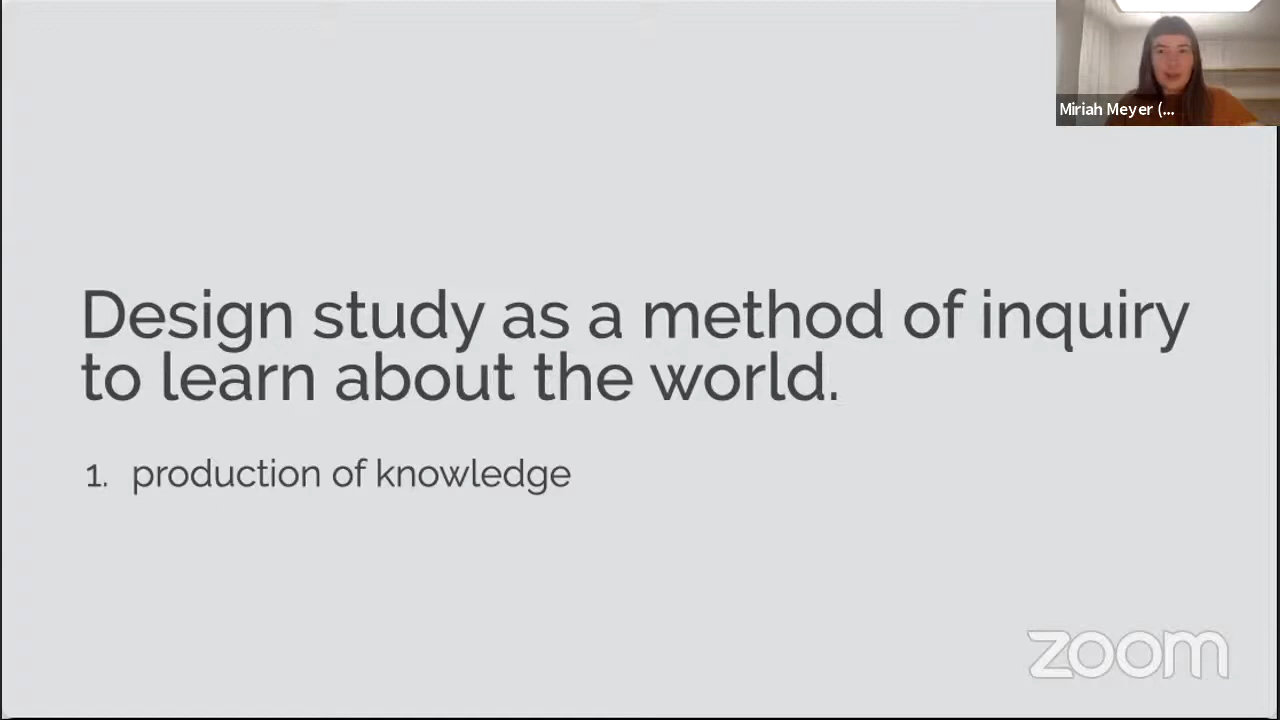 Miriah Meyer (...
Design study as a method of inquiry
to learn about the world.
1. production of knowledge
zoom